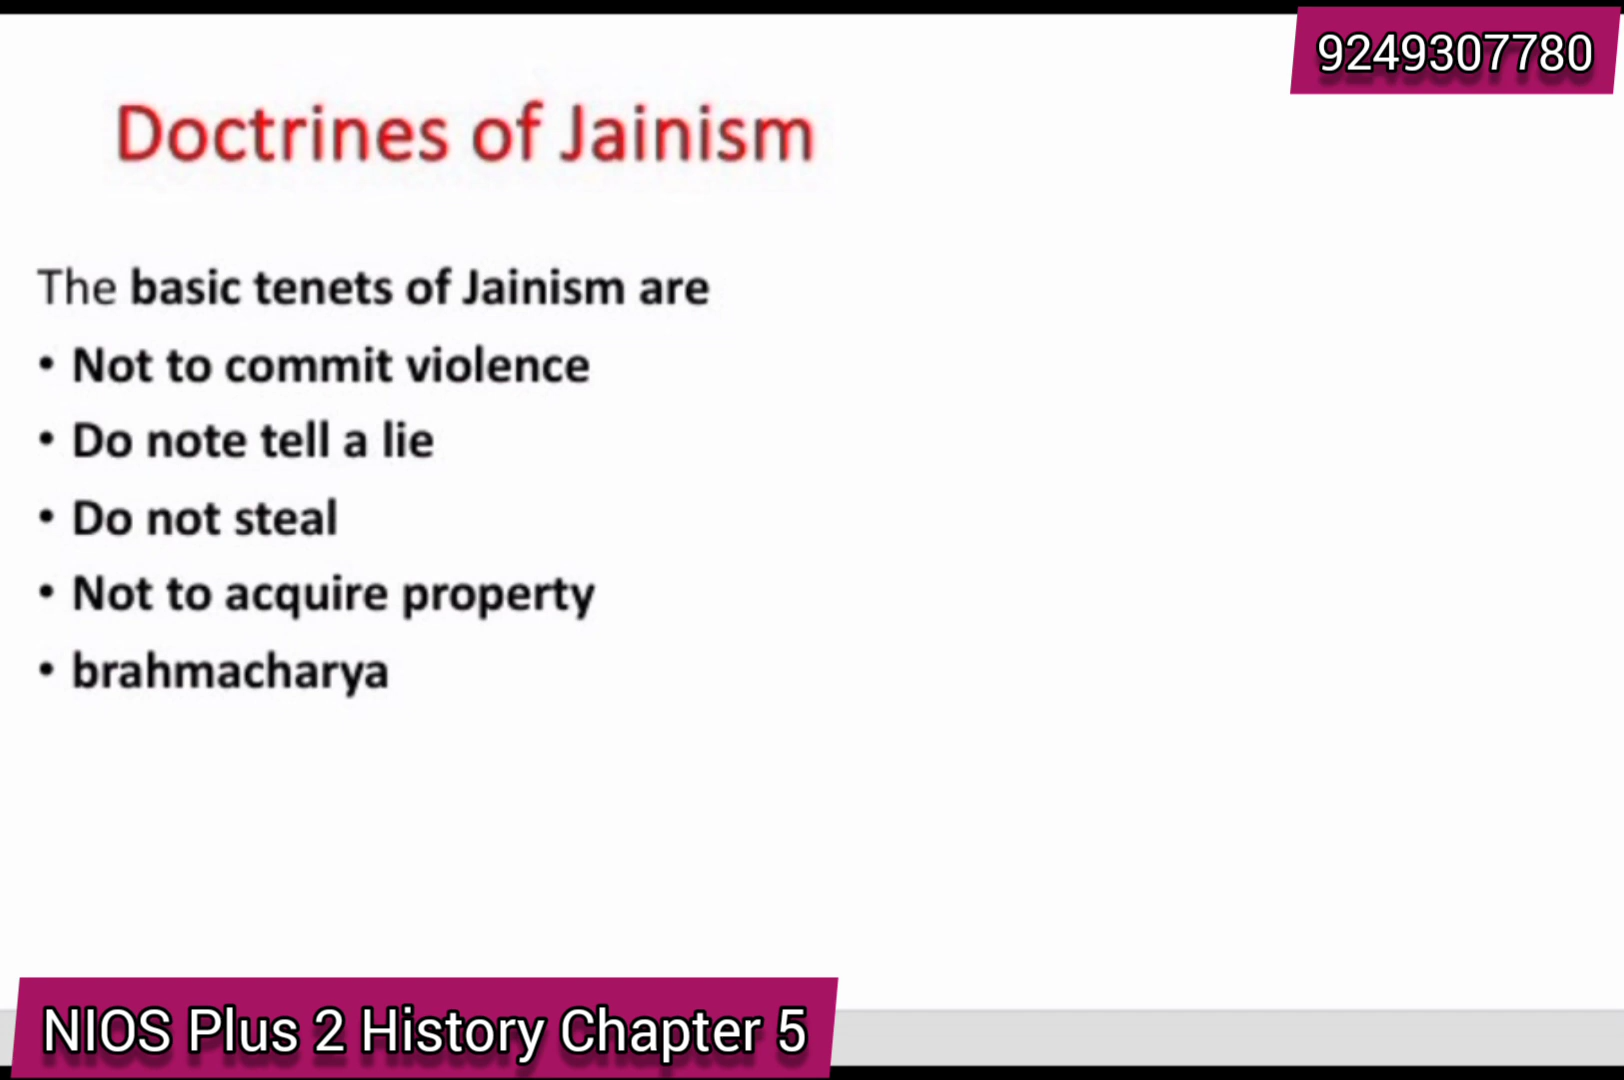 9249307780
Doctrines of Jainism
The basic tenets of Jainism are
• Not to commit violence
• Do note tell a lie
• Do not steal
• Not to acquire property
• brahmacharya
NIOS Plus 2 History Chapter 5